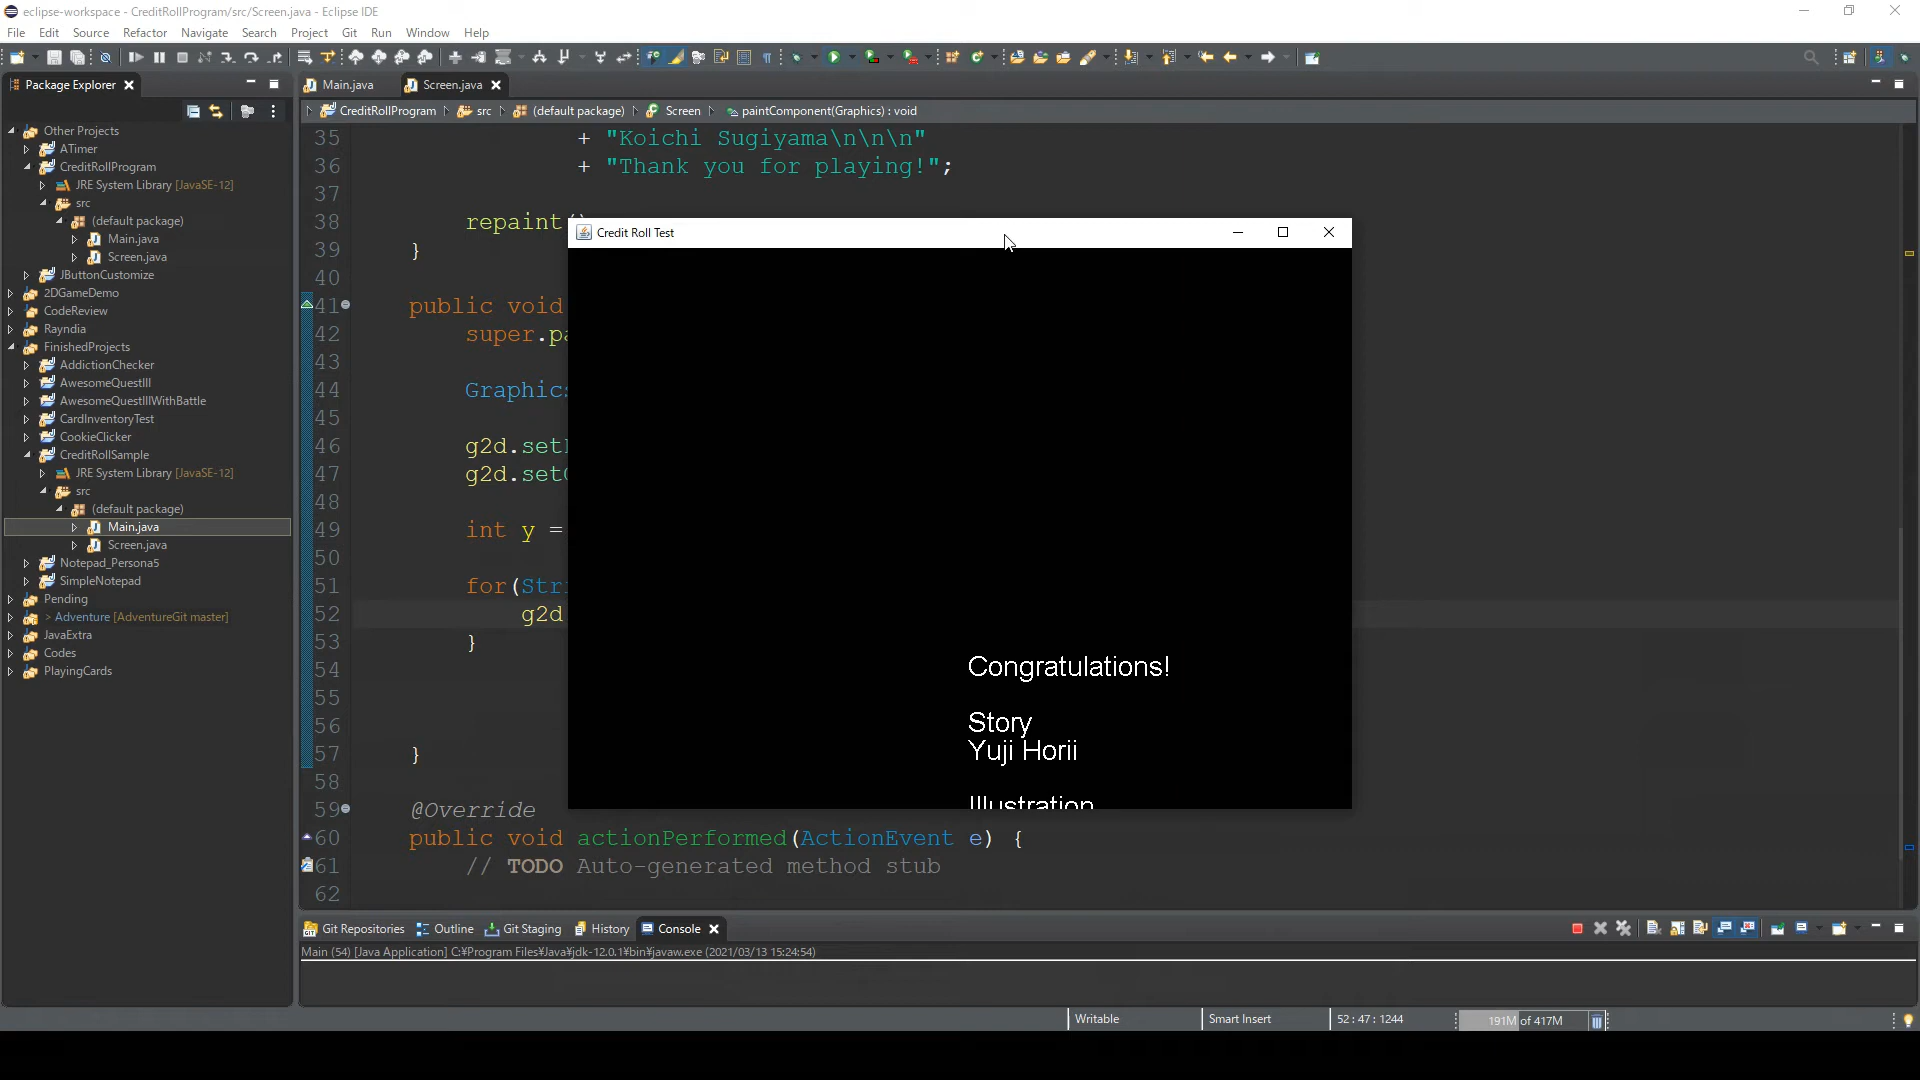 eclipse-workspace - CreditRollProgram/src/Screen.java - Eclipse IDE
File Edit Source Refactor Navigate Search Project Git Run Window Help
Package Explorer
Main.java
Screen.java
CreditRollProgram
src
(default package)
Screen
paintComponent(Graphics) : void
Other Projects
ATimer
CreditRollProgram
JRE System Library [JavaSE-12]
src
(default package)
Main.java
Screen.java
JButtonCustomize
2DGameDemo
CodeReview
Rayndia
FinishedProjects
AddictionChecker
AwesomeQuestIII
AwesomeQuestIIIWithBattle
CardInventoryTest
CookieClicker
CreditRollSample
JRE System Library [JavaSE-12]
src
(default package)
Main.java
Screen.java
Notepad_Persona5
SimpleNotepad
Pending
> Adventure [AdventureGit master]
JavaExtra
Codes
PlayingCards
35 + "Koichi Sugiyama\n\n\n"
36 + "Thank you for playing!";
37
38 repaint()
39 }
40
41 public void
42 super.pa
43
44 Graphics
45
46 g2d.set
47 g2d.set
48
49 int y =
50
51 for(Stri
52 g2d
53 }
54
55
56
57 }
58
59 @Override
60 public void actionPerformed(ActionEvent e) {
61 // TODO Auto-generated method stub
62
Credit Roll Test
Congratulations!
Story
Yuji Horii
Illustration
Git Repositories
Outline
Git Staging
History
Console
Main (54) [Java Application] C:¥Program Files¥Java¥jdk-12.0.1¥bin¥javaw.exe (2021/03/13 15:24:54)
Writable
Smart Insert
52 : 47 : 1244
191M of 417M